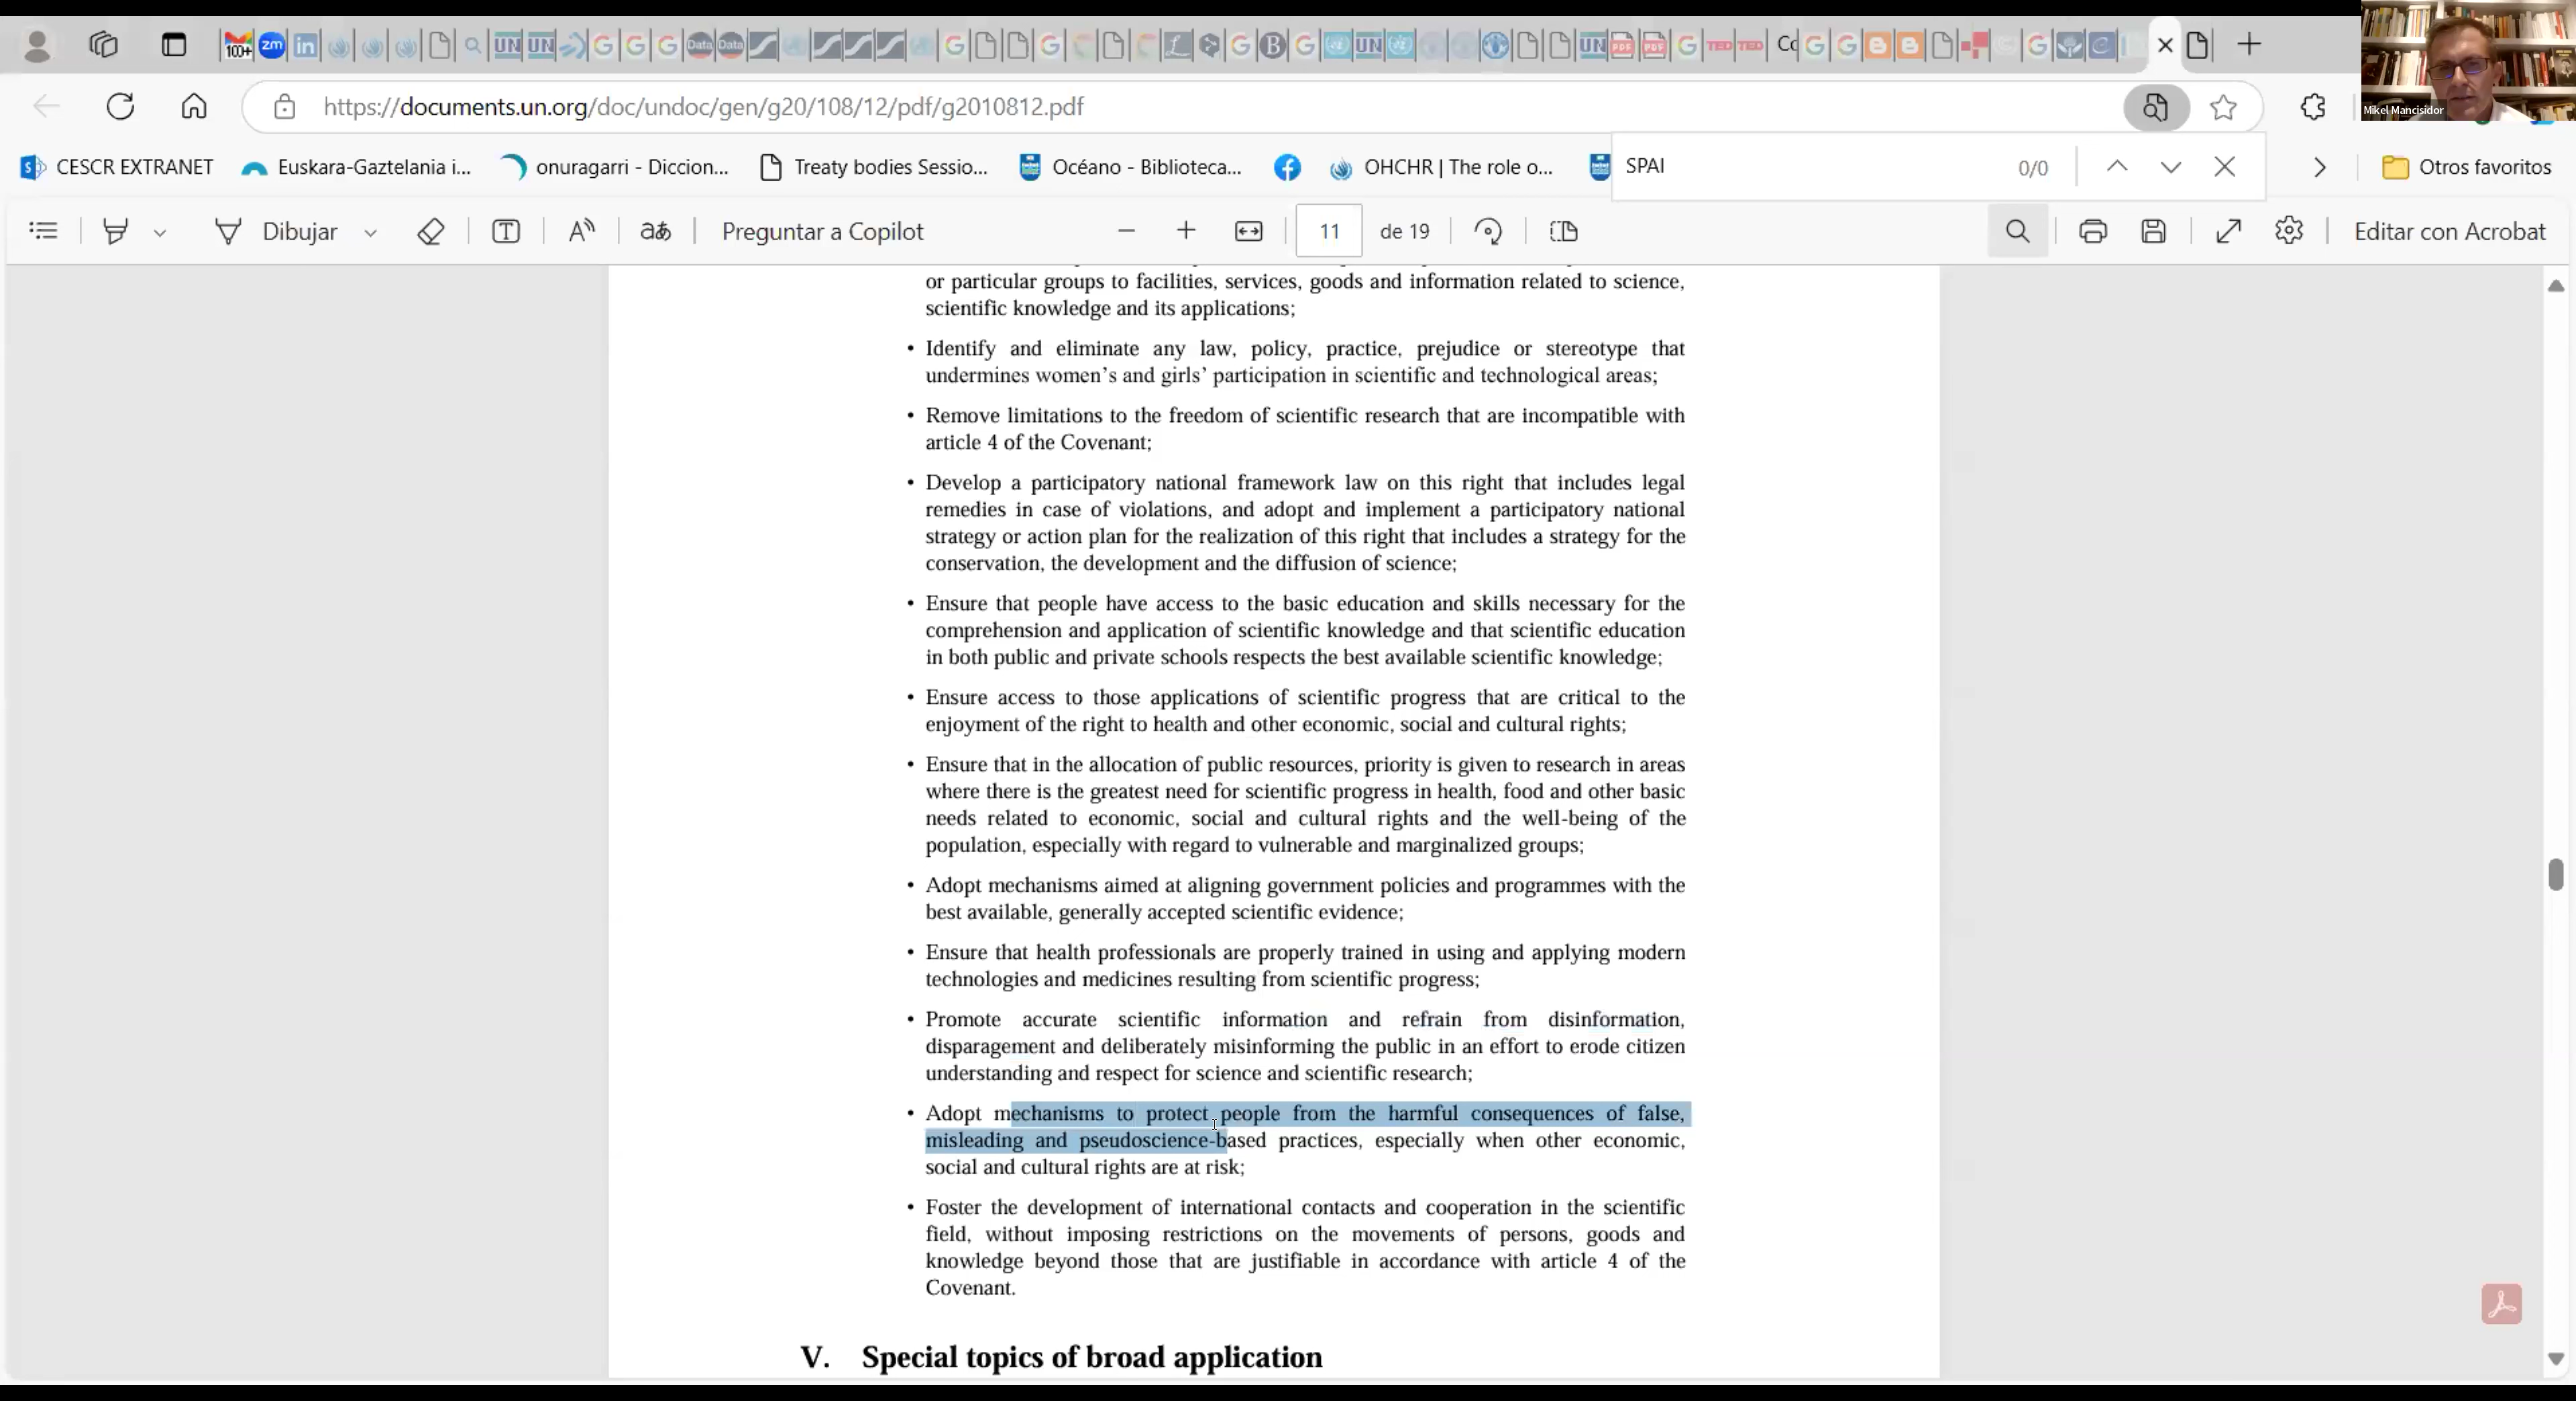 100+
zm
in
UN UN
Data Data
B
UN
UN PDF PDF
TED TED Co
https://documents.un.org/doc/undoc/gen/g20/108/12/pdf/g2010812.pdf
Mikel Mancisidor
CESCR EXTRANET Euskara-Gaztelania i... onuragarri - Diccion... Treaty bodies Sessio... Océano - Biblioteca... OHCHR | The role o... SPAI 0/0 Otros favoritos
Dibujar Preguntar a Copilot 11 de 19 Editar con Acrobat
or particular groups to facilities, services, goods and information related to science,
scientific knowledge and its applications;
• Identify and eliminate any law, policy, practice, prejudice or stereotype that
undermines women’s and girls’ participation in scientific and technological areas;
• Remove limitations to the freedom of scientific research that are incompatible with
article 4 of the Covenant;
• Develop a participatory national framework law on this right that includes legal
remedies in case of violations, and adopt and implement a participatory national
strategy or action plan for the realization of this right that includes a strategy for the
conservation, the development and the diffusion of science;
• Ensure that people have access to the basic education and skills necessary for the
comprehension and application of scientific knowledge and that scientific education
in both public and private schools respects the best available scientific knowledge;
• Ensure access to those applications of scientific progress that are critical to the
enjoyment of the right to health and other economic, social and cultural rights;
• Ensure that in the allocation of public resources, priority is given to research in areas
where there is the greatest need for scientific progress in health, food and other basic
needs related to economic, social and cultural rights and the well-being of the
population, especially with regard to vulnerable and marginalized groups;
• Adopt mechanisms aimed at aligning government policies and programmes with the
best available, generally accepted scientific evidence;
• Ensure that health professionals are properly trained in using and applying modern
technologies and medicines resulting from scientific progress;
• Promote accurate scientific information and refrain from disinformation,
disparagement and deliberately misinforming the public in an effort to erode citizen
understanding and respect for science and scientific research;
• Adopt mechanisms to protect people from the harmful consequences of false,
misleading and pseudoscience-based practices, especially when other economic,
social and cultural rights are at risk;
• Foster the development of international contacts and cooperation in the scientific
field, without imposing restrictions on the movements of persons, goods and
knowledge beyond those that are justifiable in accordance with article 4 of the
Covenant.
V. Special topics of broad application